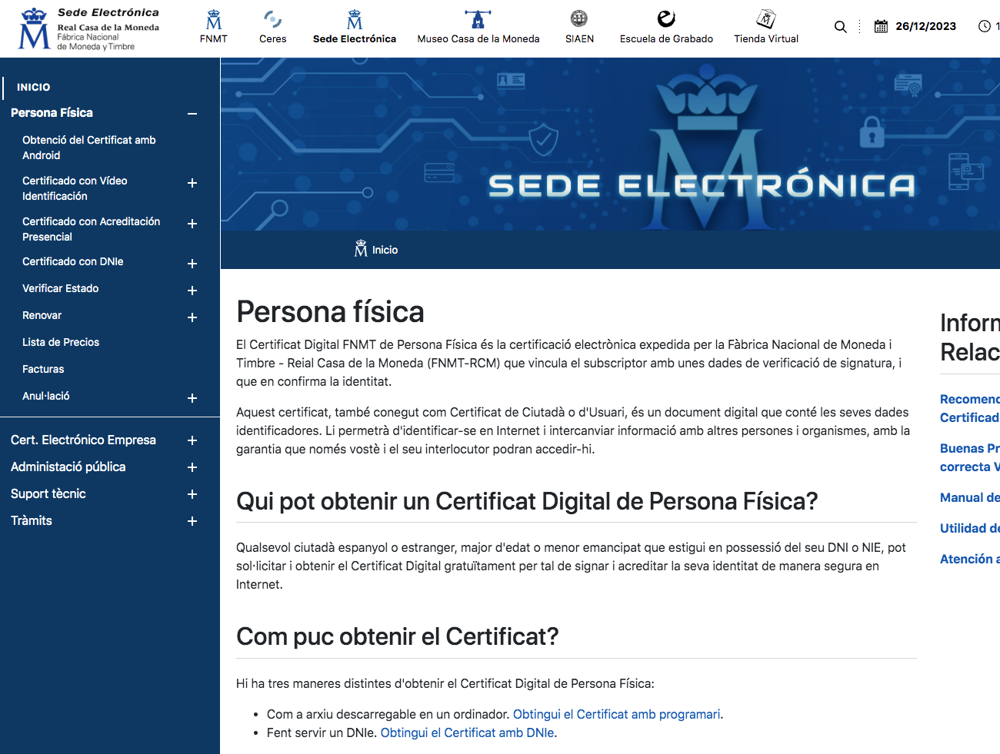 Sede Electrónica
Real Casa de la Moneda
Fábrica Nacional
de Moneda y Timbre
FNMT
Ceres
Sede Electrónica
Museo Casa de la Moneda
SIAEN
Escuela de Grabado
Tienda Virtual
26/12/2023
1
INICIO
Persona Física
Obtenció del Certificat amb
Android
Certificado con Vídeo
Identificación
Certificado con Acreditación
Presencial
Certificado con DNIe
Verificar Estado
Renovar
Lista de Precios
Facturas
Anul·lació
Cert. Electrónico Empresa
Administació pública
Suport tècnic
Tràmits
SEDE ELECTRÓNICA
Inicio
Persona física
El Certificat Digital FNMT de Persona Física és la certificació electrònica expedida per la Fàbrica Nacional de Moneda i
Timbre - Reial Casa de la Moneda (FNMT-RCM) que vincula el subscriptor amb unes dades de verificació de signatura, i
que en confirma la identitat.
Aquest certificat, també conegut com Certificat de Ciutadà o d'Usuari, és un document digital que conté les seves dades
identificadores. Li permetrà d'identificar-se en Internet i intercanviar informació amb altres persones i organismes, amb la
garantia que només vostè i el seu interlocutor podran accedir-hi.
Qui pot obtenir un Certificat Digital de Persona Física?
Qualsevol ciutadà espanyol o estranger, major d'edat o menor emancipat que estigui en possessió del seu DNI o NIE, pot
sol·licitar i obtenir el Certificat Digital gratuïtament per tal de signar i acreditar la seva identitat de manera segura en
Internet.
Com puc obtenir el Certificat?
Hi ha tres maneres distintes d'obtenir el Certificat Digital de Persona Física:
Com a arxiu descarregable en un ordinador. Obtingui el Certificat amb programari.
Fent servir un DNIe. Obtingui el Certificat amb DNIe.
Inforn
Relac
Recomend
Certificad
Buenas Pr
correcta V
Manual de
Utilidad de
Atención a